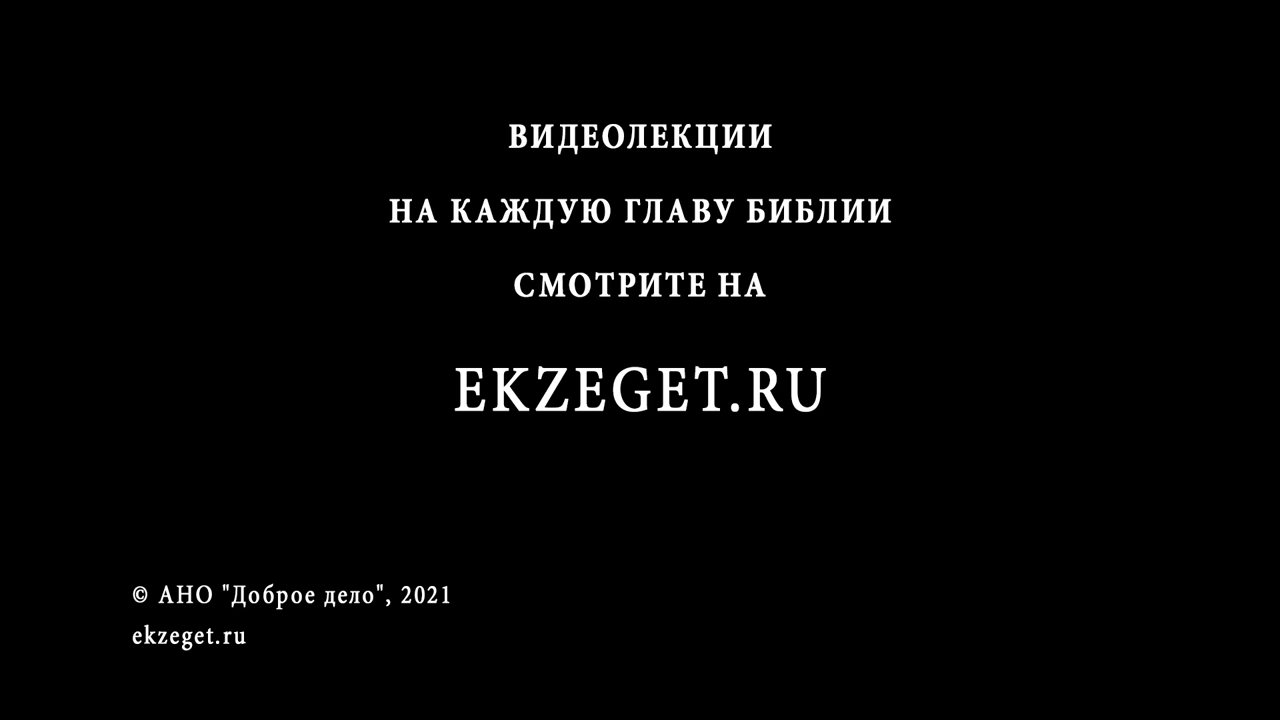 ВИДЕОЛЕКЦИИ
НА КАЖДУЮ ГЛАВУ БИБЛИИ
СМОТРИТЕ НА
EKZEGET.RU
© АНО "Доброе дело", 2021
ekzeget.ru